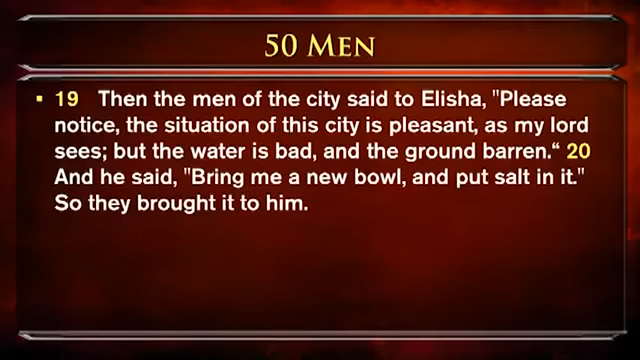 50 MEN
▪ 19 Then the men of the city said to Elisha, "Please
notice, the situation of this city is pleasant, as my lord
sees; but the water is bad, and the ground barren.“ 20
And he said, "Bring me a new bowl, and put salt in it."
So they brought it to him.